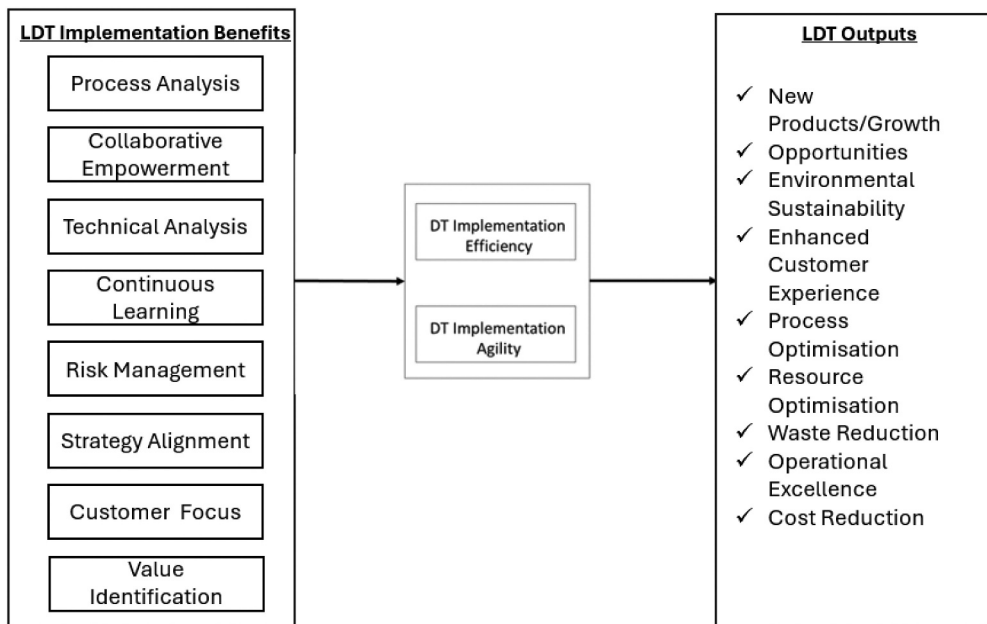 LDT Implementation Benefits
Process Analysis
Collaborative
Empowerment
Technical Analysis
Continuous
Learning
Risk Management
Strategy Alignment
Customer Focus
Value
Identification
DT Implementation
Efficiency
DT Implementation
Agility
LDT Outputs
✓ New
Products/Growth
✓ Opportunities
✓ Environmental
Sustainability
✓ Enhanced
Customer
Experience
✓ Process
Optimisation
✓ Resource
Optimisation
✓ Waste Reduction
✓ Operational
Excellence
✓ Cost Reduction